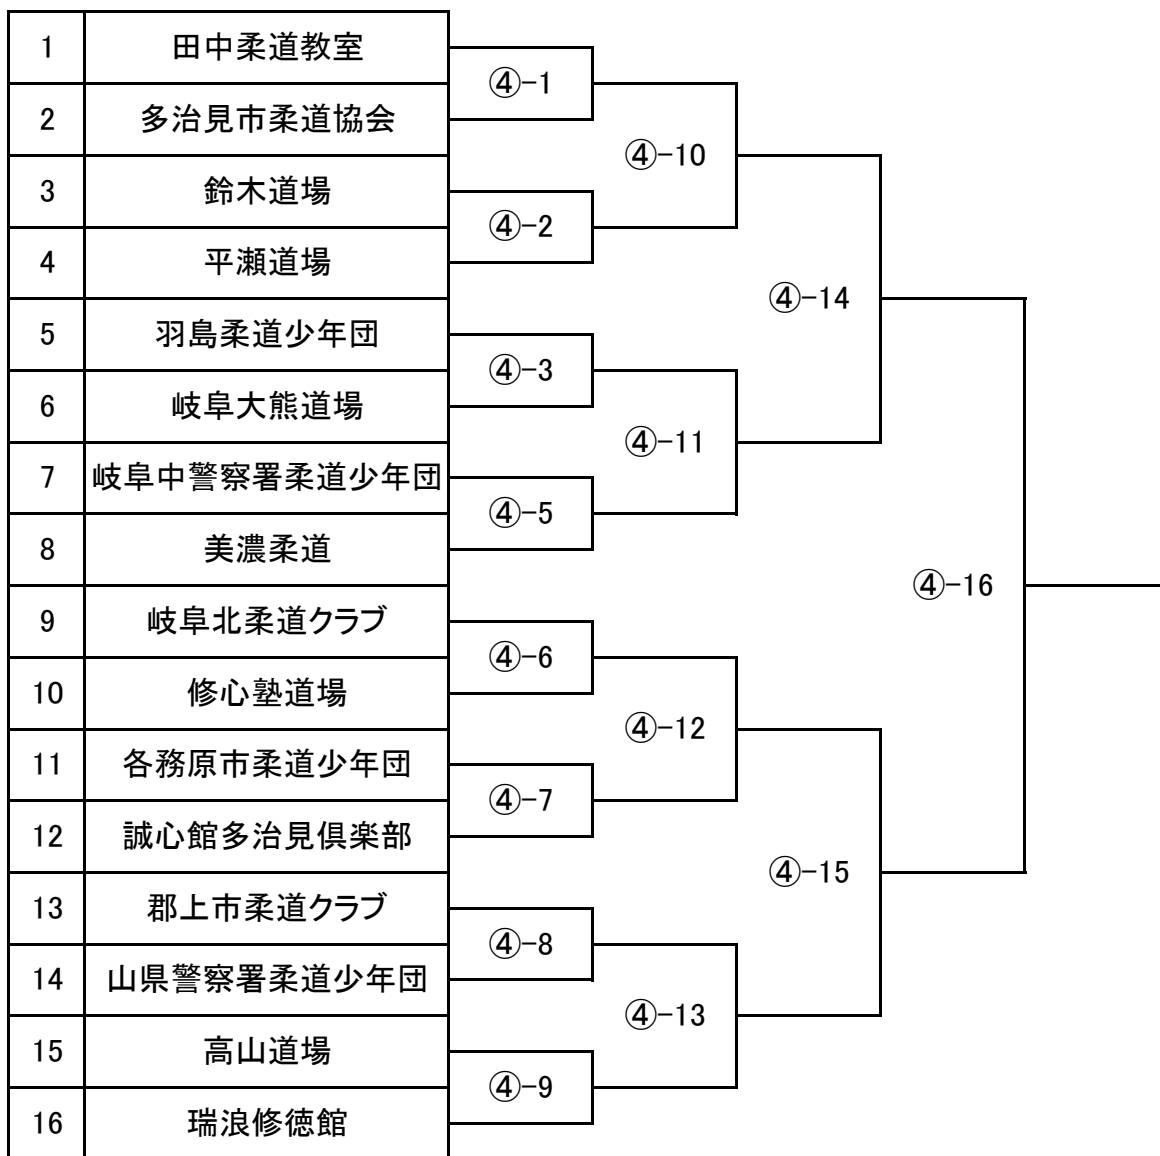 1 田中柔道教室
2 多治見市柔道協会
3 鈴木道場
4 平瀬道場
5 羽島柔道少年団
6 岐阜大熊道場
7 岐阜中警察署柔道少年団
8 美濃柔道
9 岐阜北柔道クラブ
10 修心塾道場
11 各務原市柔道少年団
12 誠心館多治見倶楽部
13 郡上市柔道クラブ
14 山県警察署柔道少年団
15 高山道場
16 瑞浪修徳館
④-1
④-2
④-3
④-5
④-6
④-7
④-8
④-9
④-10
④-11
④-12
④-13
④-14
④-15
④-16